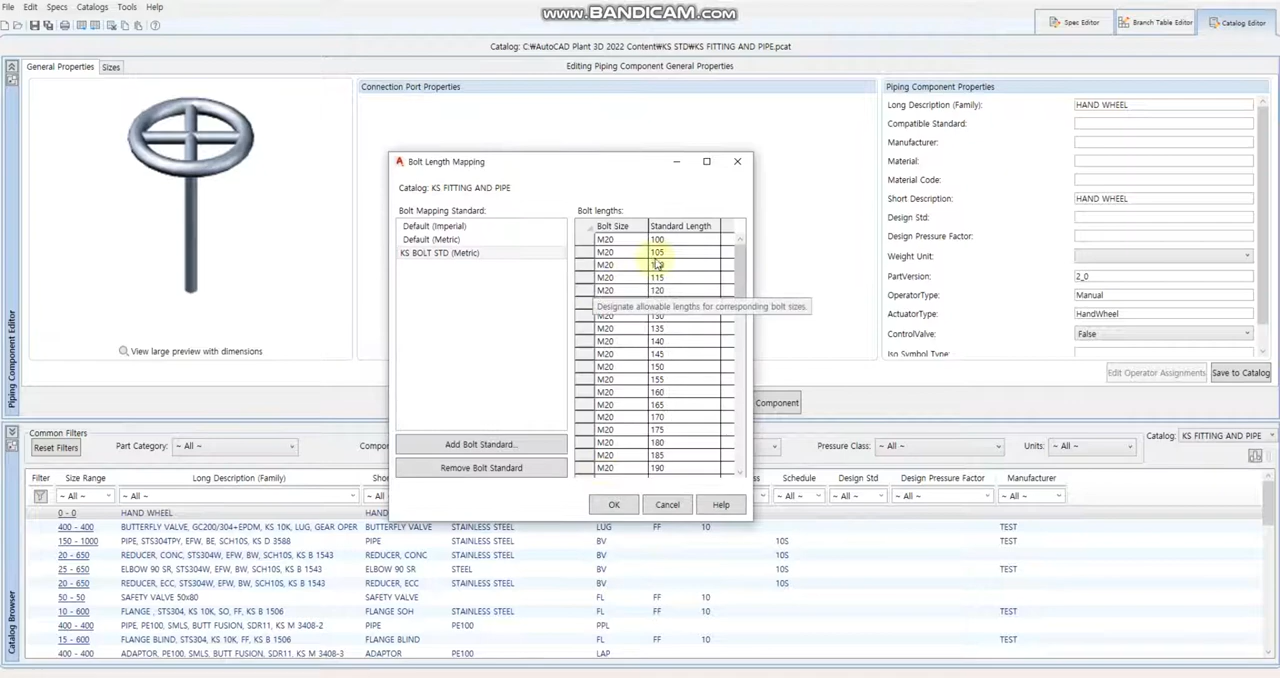 www.BANDICAM.com
File Edit Specs Catalogs Tools Help
Spec Editor Branch Table Editor Catalog Editor
Catalog: C:₩AutoCAD Plant 3D 2022 Content₩KS STD₩KS FITTING AND PIPE.pcat
General Properties Sizes
Editing Piping Component General Properties
Connection Port Properties
View large preview with dimensions
Piping Component Editor
Piping Component Properties
Long Description (Family): HAND WHEEL
Compatible Standard:
Manufacturer:
Material:
Material Code:
Short Description: HAND WHEEL
Design Std:
Design Pressure Factor:
Weight Unit:
PartVersion: 2_0
OperatorType: Manual
ActuatorType: HandWheel
ControlValve: False
Iso Symbol Type:
Edit Operator Assignments Save to Catalog
Component
Bolt Length Mapping
Catalog: KS FITTING AND PIPE
Bolt Mapping Standard:
Default (Imperial)
Default (Metric)
KS BOLT STD (Metric)
Add Bolt Standard...
Remove Bolt Standard
Bolt lengths:
Bolt Size Standard Length
M20 100
M20 105
M20
M20 115
M20 120
Designate allowable lengths for corresponding bolt sizes.
M20 130
M20 135
M20 140
M20 145
M20 150
M20 155
M20 160
M20 165
M20 170
M20 175
M20 180
M20 185
M20 190
OK Cancel Help
Common Filters
Reset Filters Part Category: ~ All ~ Pressure Class: ~ All ~ Units: ~ All ~ Catalog: KS FITTING AND PIPE
Filter Size Range Long Description (Family) Schedule Design Std Design Pressure Factor Manufacturer
~ All ~ ~ All ~ ~ All ~ ~ All ~ ~ All ~ ~ All ~
0 - 0 HAND WHEEL
400 - 400 BUTTERFLY VALVE, GC200/304+EPDM, KS 10K, LUG, GEAR OPER BUTTERFLY VALVE STAINLESS STEEL LUG FF 10 TEST
150 - 1000 PIPE, STS304TPY, EFW, BE, SCH10S, KS D 3588 PIPE STAINLESS STEEL BV 10S TEST
20 - 650 REDUCER, CONC, STS304W, EFW, BW, SCH10S, KS B 1543 REDUCER, CONC STAINLESS STEEL BV 10S
25 - 650 ELBOW 90 SR, STS304W, EFW, BW, SCH10S, KS B 1543 ELBOW 90 SR STEEL BV 10S TEST
20 - 650 REDUCER, ECC, STS304W, EFW, BW, SCH10S, KS B 1543 REDUCER, ECC STAINLESS STEEL BV 10S
50 - 50 SAFETY VALVE 50x80 SAFETY VALVE FL FF 10
10 - 600 FLANGE , STS304, KS 10K, SO, FF, KS B 1506 FLANGE SOH STAINLESS STEEL FL FF 10 TEST
400 - 400 PIPE, PE100, SMLS, BUTT FUSION, SDR11, KS M 3408-2 PIPE PE100 PPL
15 - 600 FLANGE BLIND, STS304, KS 10K, FF, KS B 1506 FLANGE BLIND FL FF 10 TEST
400 - 400 ADAPTOR, PE100, SMLS, BUTT FUSION, SDR11, KS M 3408-3 ADAPTOR PE100 LAP
Catalog Browser